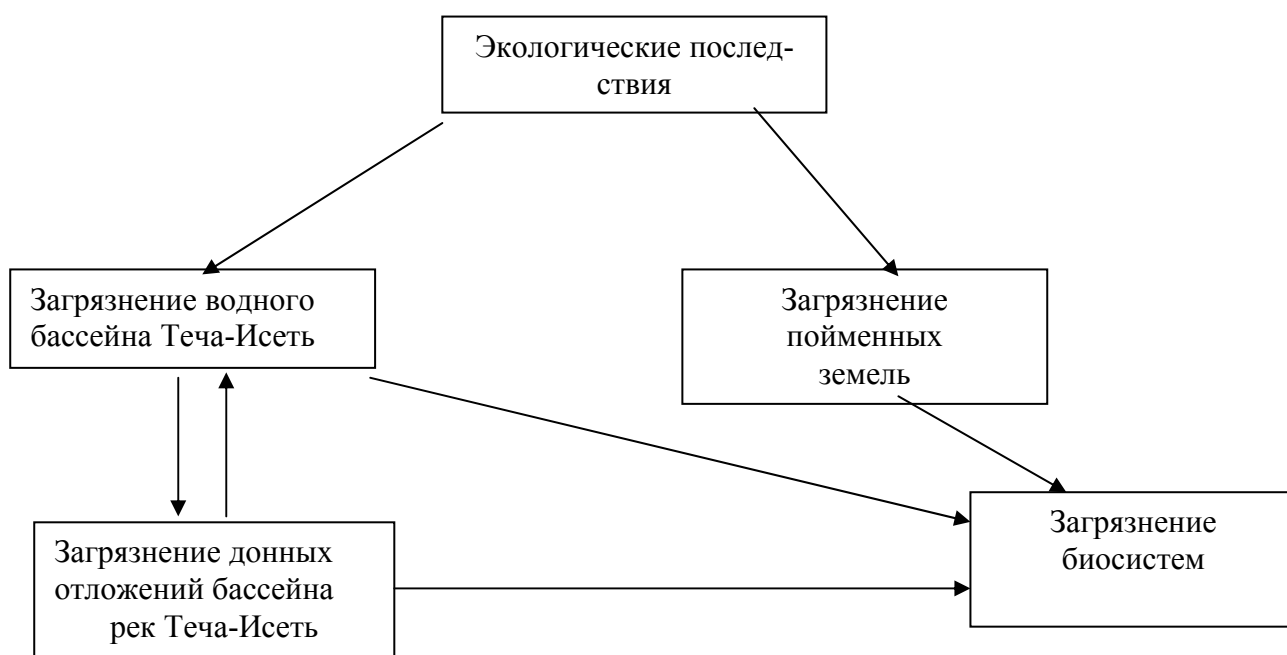 Экологические послед-
ствия
Загрязнение водного
бассейна Теча-Исеть
Загрязнение
пойменных
земель
Загрязнение донных
отложений бассейна
рек Теча-Исеть
Загрязнение
биосистем